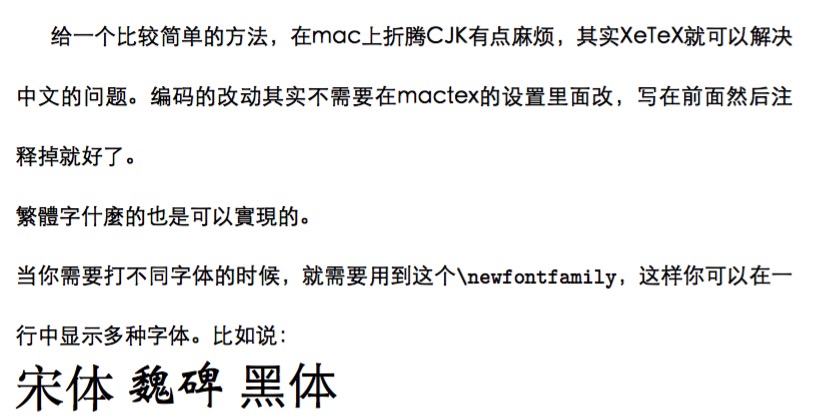 给一个比较简单的方法，在mac上折腾CJK有点麻烦，其实XeTeX就可以解决
中文的问题。编码的改动其实不需要在mactex的设置里面改，写在前面然后注
释掉就好了。
繁體字什麼的也是可以實現的。
当你需要打不同字体的时候，就需要用到这个\newfontfamily，这样你可以在一
行中显示多种字体。比如说：
宋体 魏碑 黑体